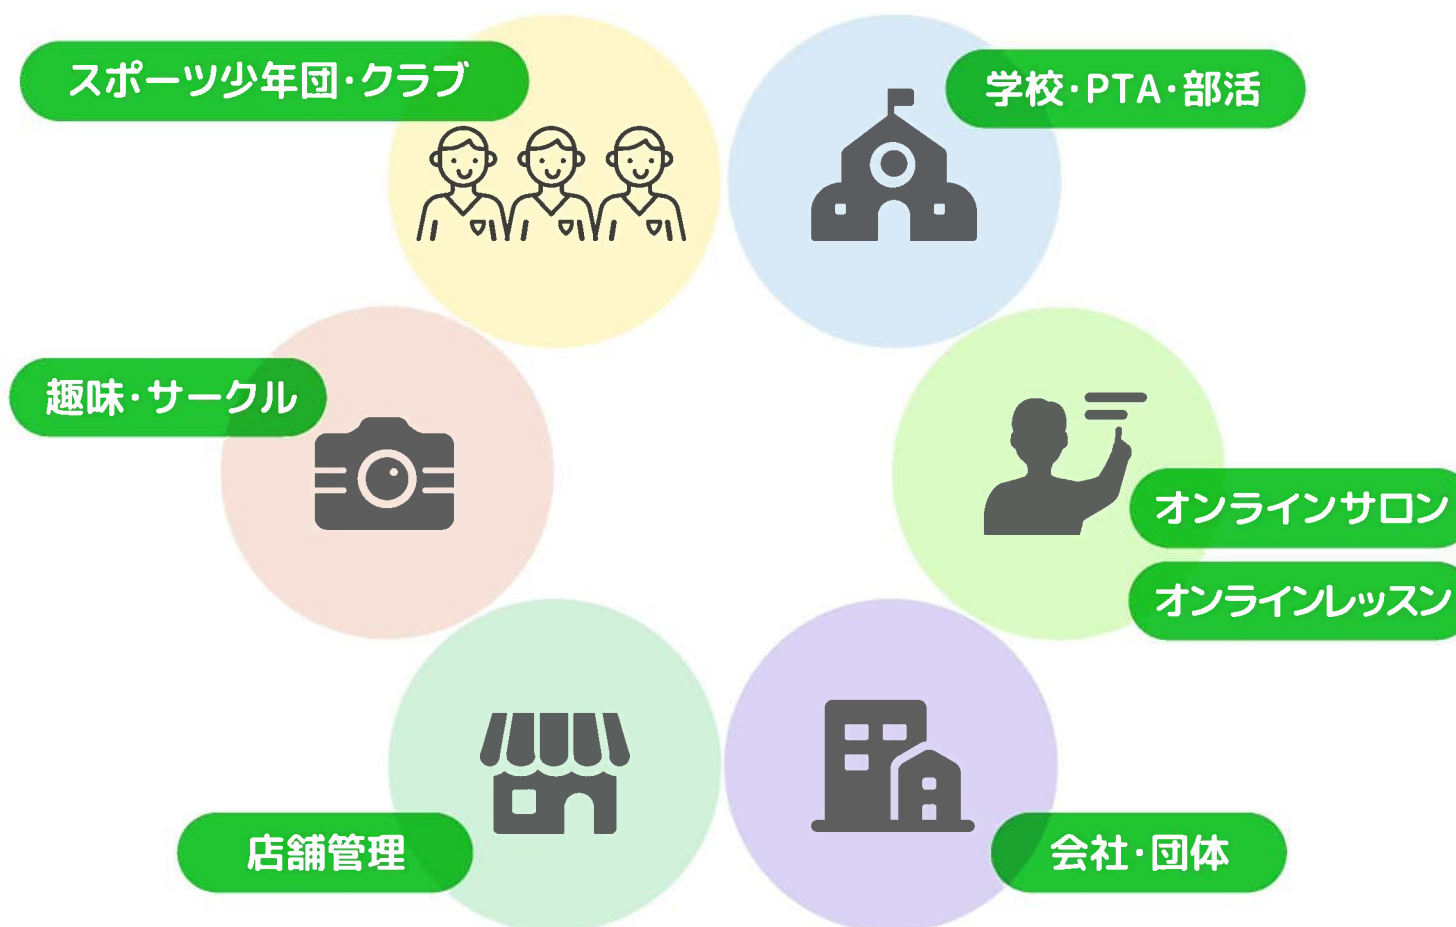 スポーツ少年団・クラブ
学校・PTA・部活
趣味・サークル
オンラインサロン
オンラインレッスン
店舗管理
会社・団体